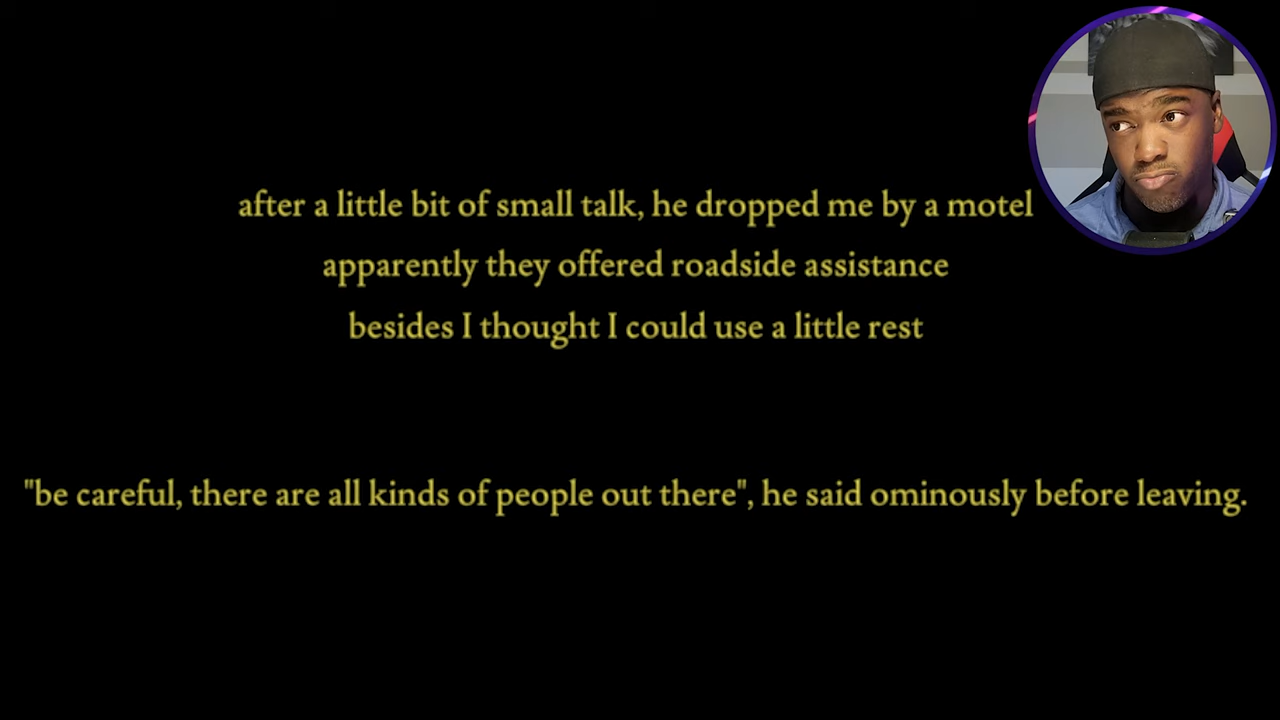 after a little bit of small talk, he dropped me by a motel
apparently they offered roadside assistance
besides I thought I could use a little rest
"be careful, there are all kinds of people out there", he said ominously before leaving.